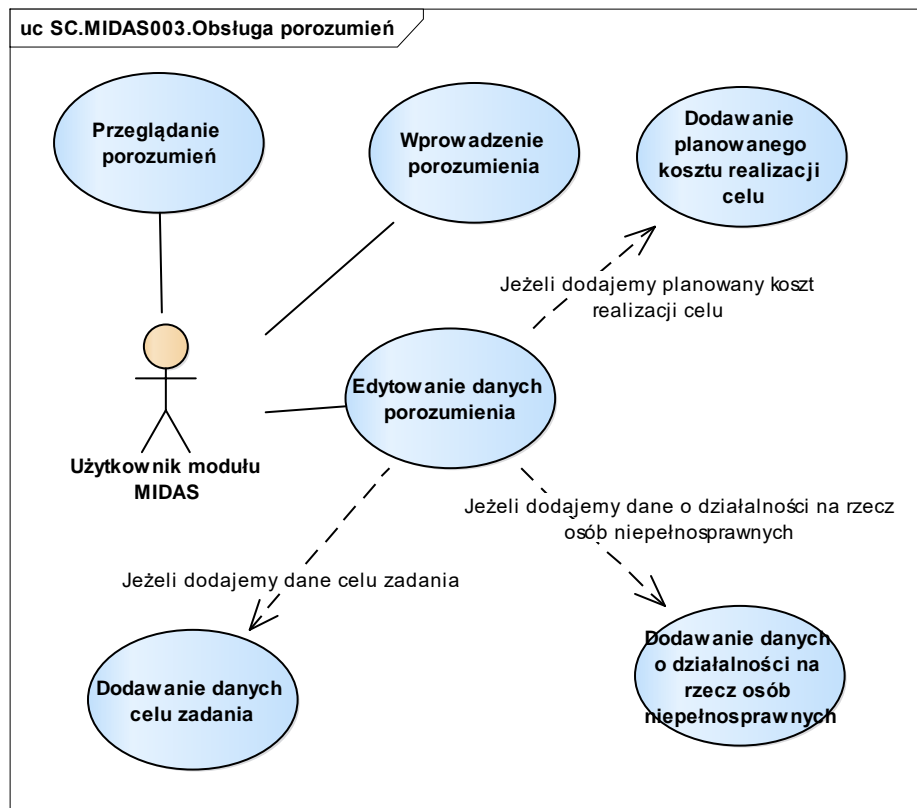 uc SC.MIDAS003.Obsługa porozumień
Przeglądanie
porozumień
Wprowadzenie
porozumienia
Dodawanie
planowanego
kosztu realizacji
celu
Jeżeli dodajemy planowany koszt
realizacji celu
Edytowanie danych
porozumienia
Użytkownik modułu
MIDAS
Jeżeli dodajemy dane o działalności na rzecz
osób niepełnosprawnych
Jeżeli dodajemy dane celu zadania
Dodawanie danych
celu zadania
Dodawanie danych
o działalności na
rzecz osób
niepełnosprawnych